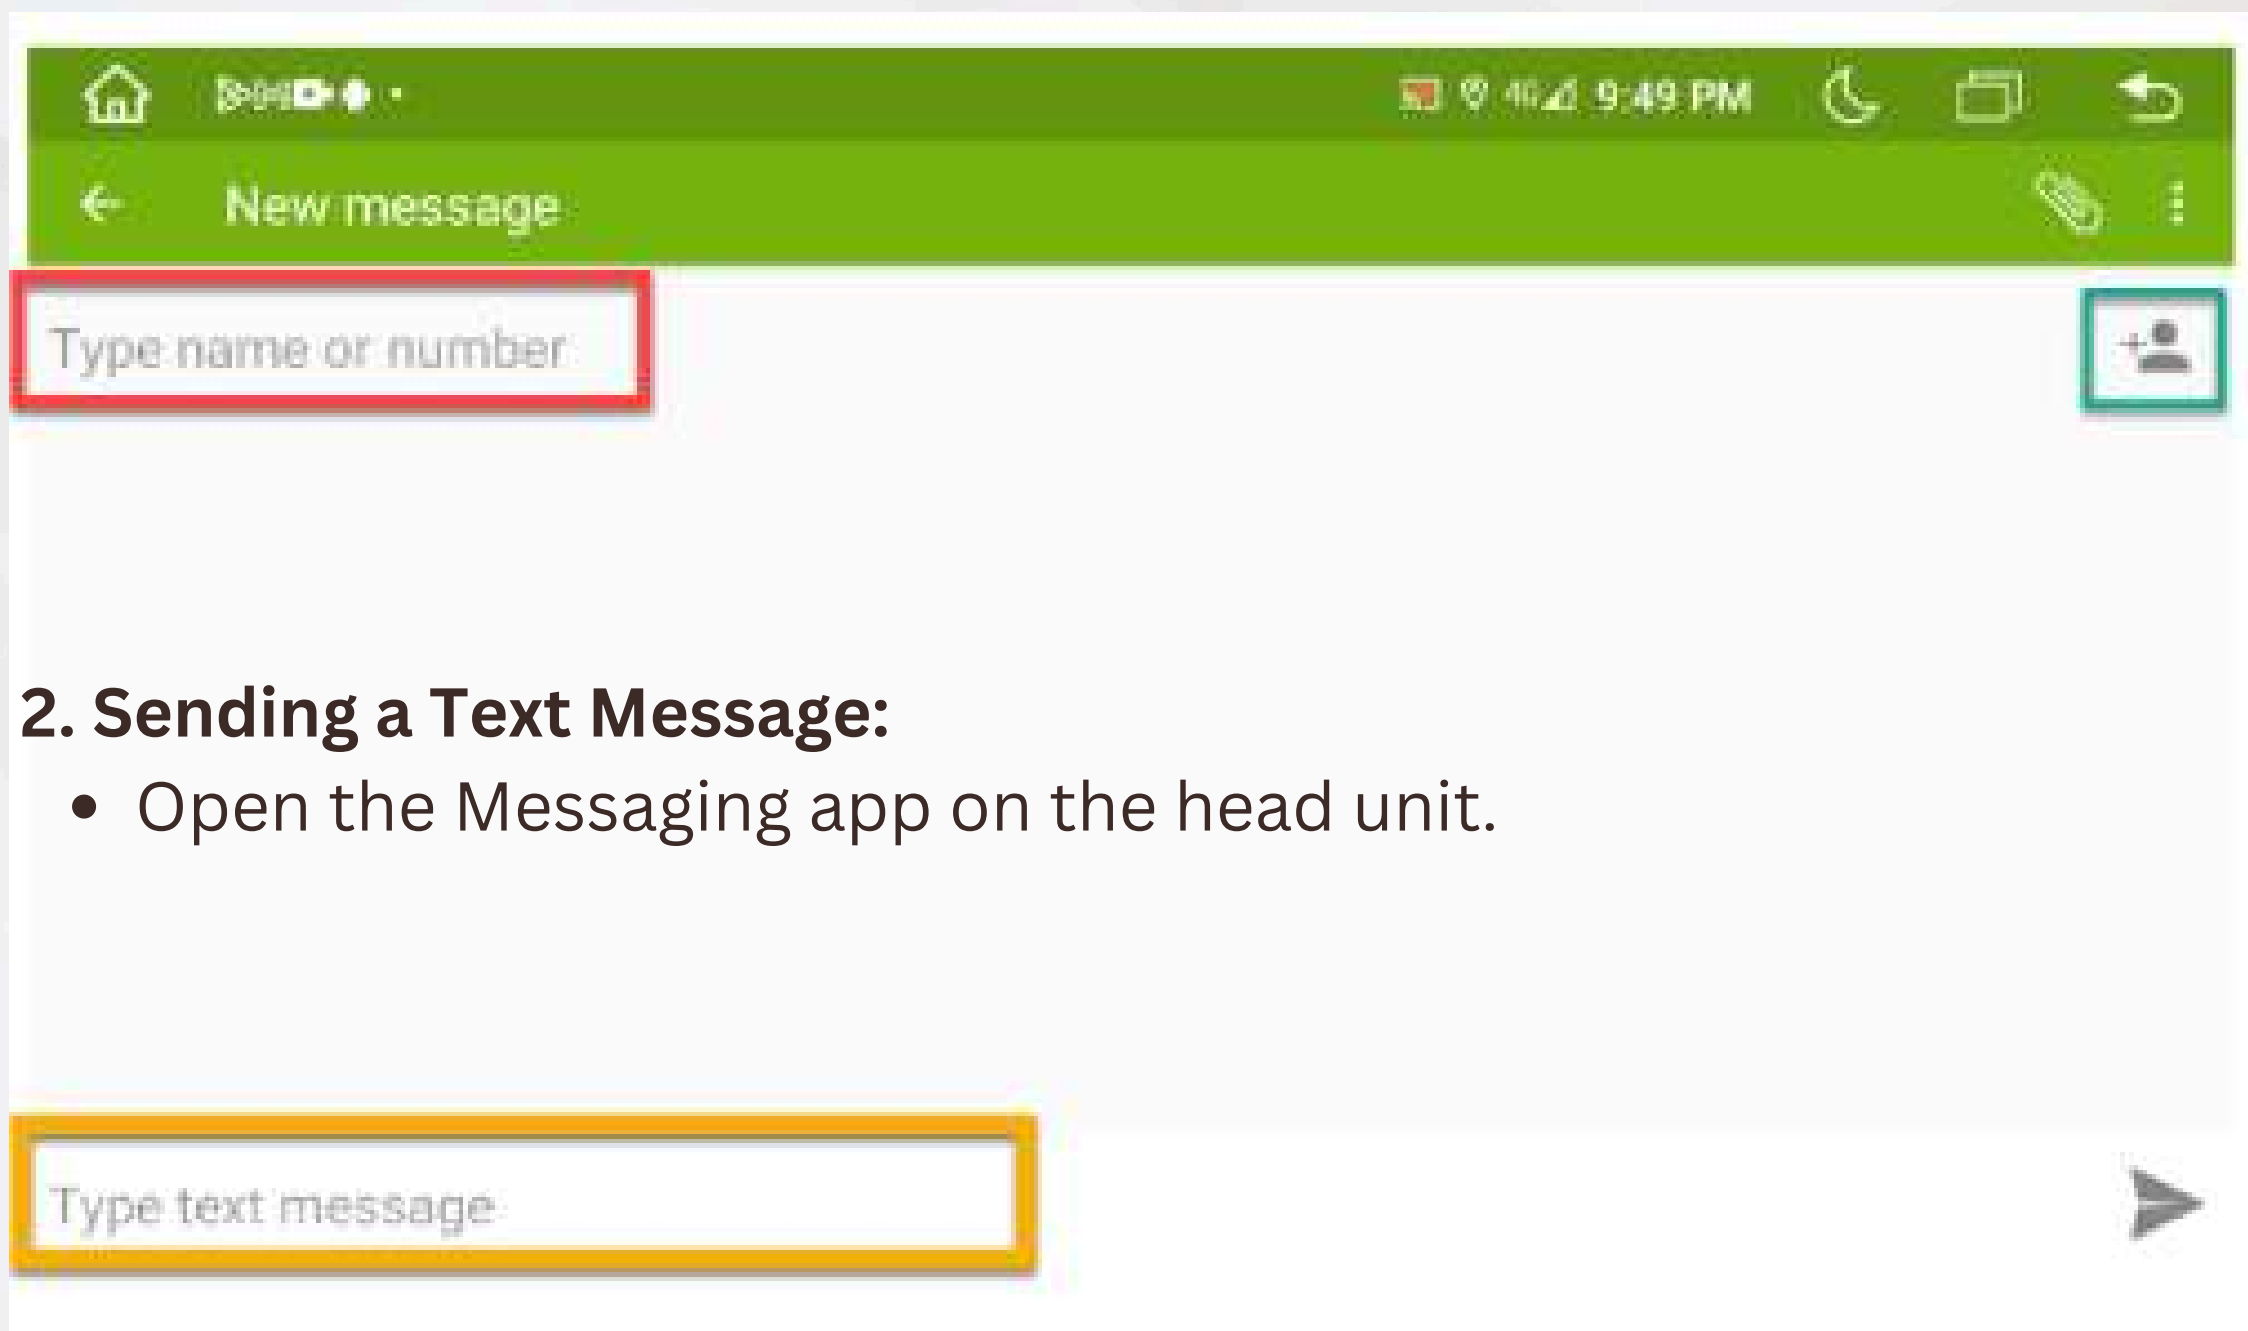 4G 9:49 PM
New message
Type name or number
2. Sending a Text Message:
• Open the Messaging app on the head unit.
Type text message